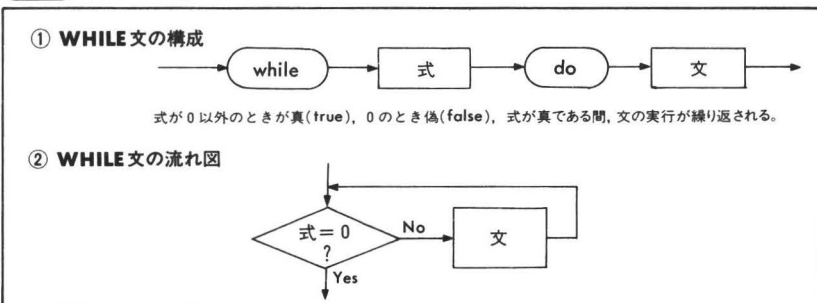 ① WHILE文の構成
while 式 do 文
式が0以外のときが真(true), 0のとき偽(false), 式が真である間, 文の実行が繰り返される。
② WHILE文の流れ図
式=0 No 文
?
Yes